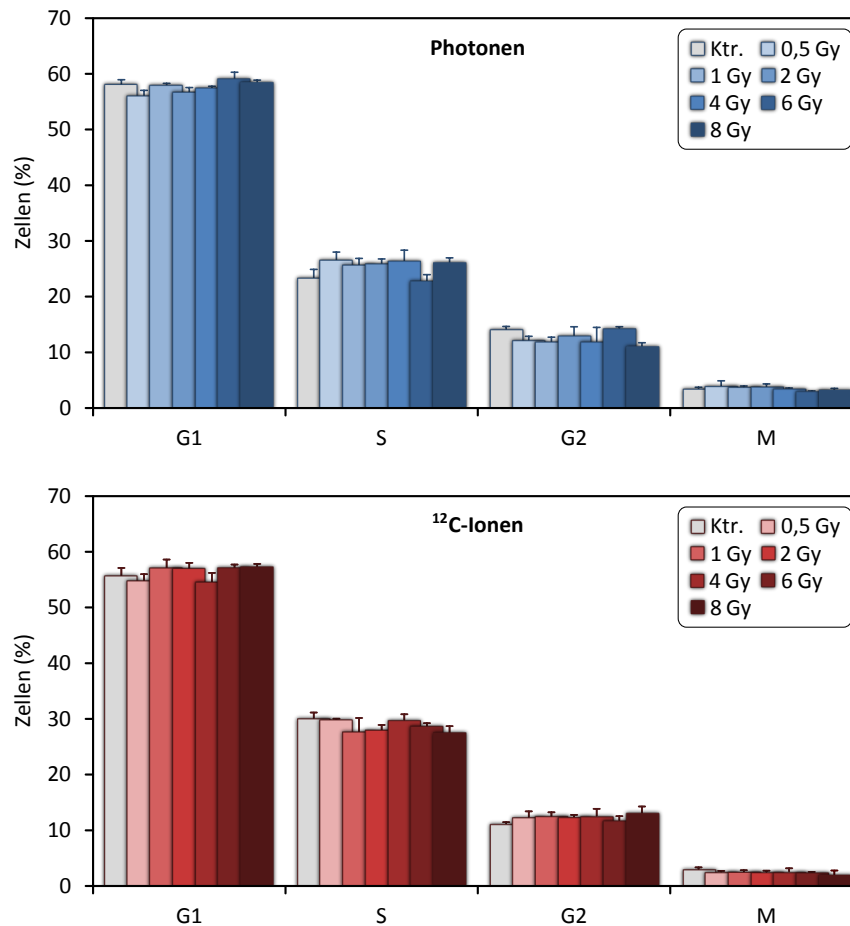 70
60
50
40
30
20
10
0
Zellen (%)
Photonen
Ktr. 0,5 Gy
1 Gy 2 Gy
4 Gy 6 Gy
8 Gy
G1 S G2 M
70
60
50
40
30
20
10
0
Zellen (%)
¹²C-Ionen
Ktr. 0,5 Gy
1 Gy 2 Gy
4 Gy 6 Gy
8 Gy
G1 S G2 M